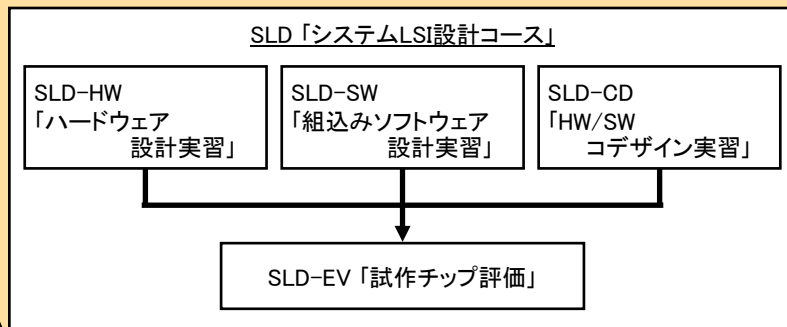 SLD「システムLSI設計コース」
SLD-HW
「ハードウェア
設計実習」
SLD-SW
「組込みソフトウェア
設計実習」
SLD-CD
「HW/SW
コデザイン実習」
SLD-EV「試作チップ評価」